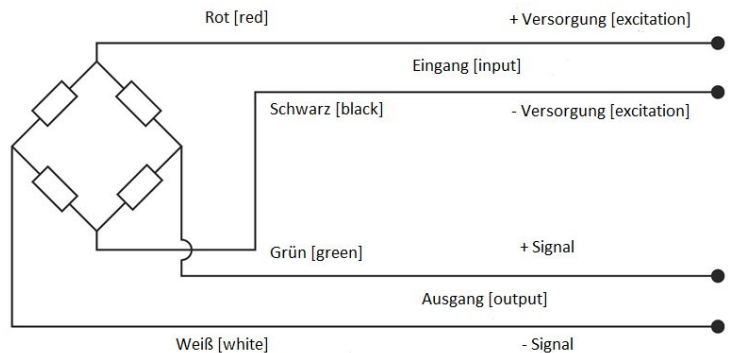 Rot [red]
+ Versorgung [excitation]
Eingang [input]
Schwarz [black]
- Versorgung [excitation]
Grün [green]
+ Signal
Ausgang [output]
Weiß [white]
- Signal